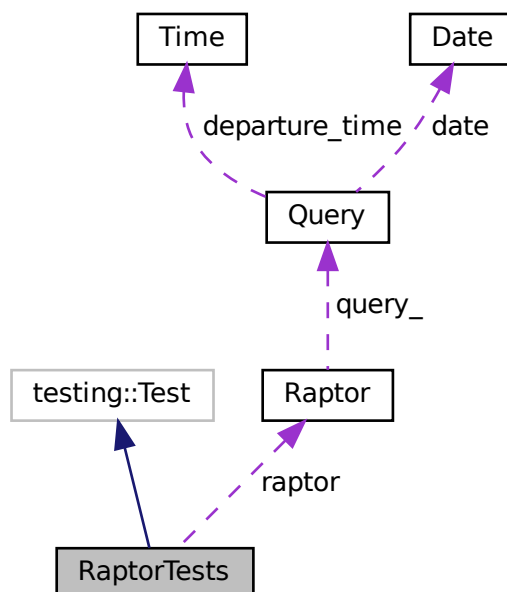 Time
Date
departure_time
date
Query
query_
testing::Test
Raptor
raptor
RaptorTests